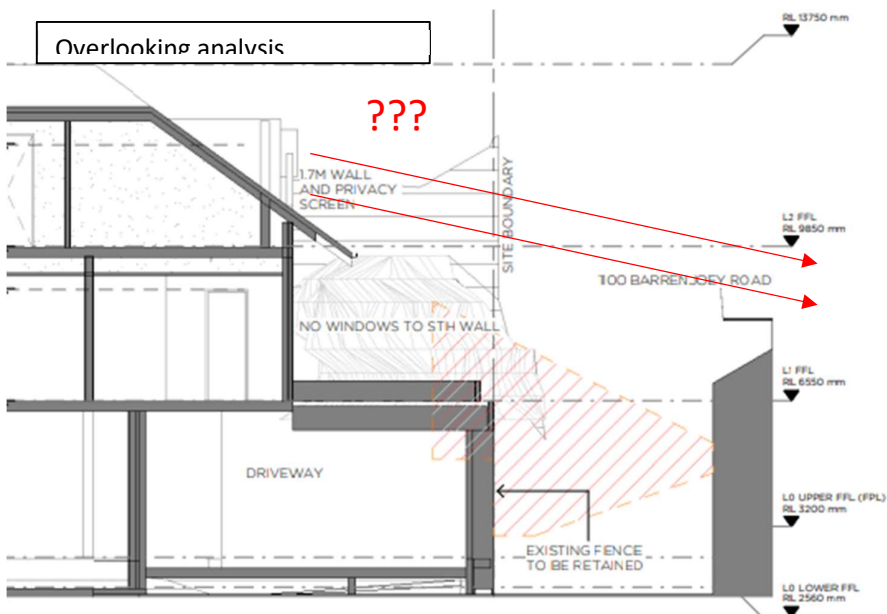 Overlooking analysis
RL 13750 mm
???
1.7M WALL
AND PRIVACY
SCREEN
SITE BOUNDARY
L2 FFL
RL 9850 mm
1100 BARRENJOEY ROAD
NO WINDOWS TO STH WALL
L1 FFL
RL 6550 mm
DRIVEWAY
L0 UPPER FFL (FPL)
RL 3200 mm
EXISTING FENCE
TO BE RETAINED
L0 LOWER FFL
RL 2560 mm